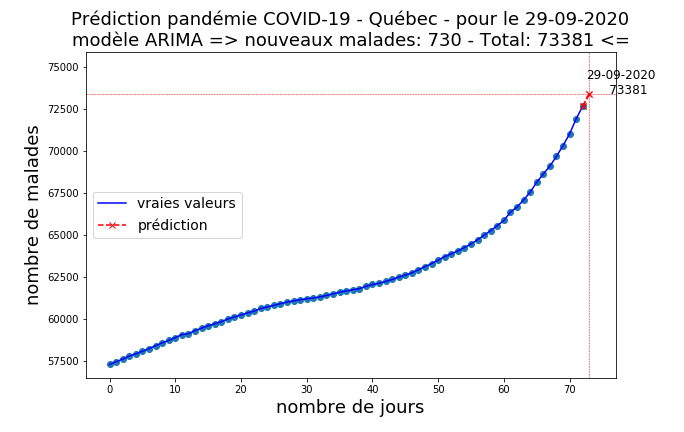 Prédiction pandémie COVID-19 - Québec - pour le 29-09-2020
modèle ARIMA => nouveaux malades: 730 - Total: 73381 <=
75000
72500
70000
67500
65000
62500
60000
57500
nombre de malades
29-09-2020
73381
vraies valeurs
prédiction
0 10 20 30 40 50 60 70
nombre de jours